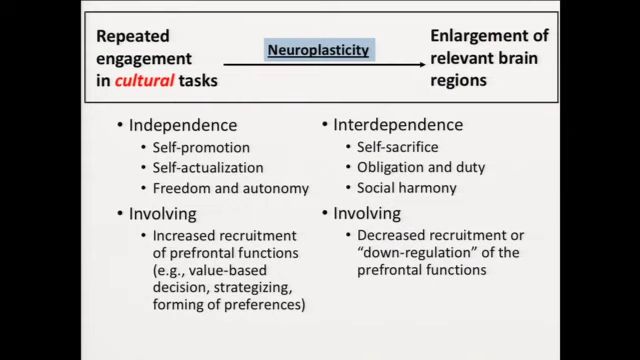 Repeated
engagement
in cultural tasks
Neuroplasticity
Enlargement of
relevant brain
regions
• Independence
• Self-promotion
• Self-actualization
• Freedom and autonomy
• Involving
• Increased recruitment
of prefrontal functions
(e.g., value-based
decision, strategizing,
forming of preferences)
• Interdependence
• Self-sacrifice
• Obligation and duty
• Social harmony
• Involving
• Decreased recruitment or
“down-regulation” of the
prefrontal functions